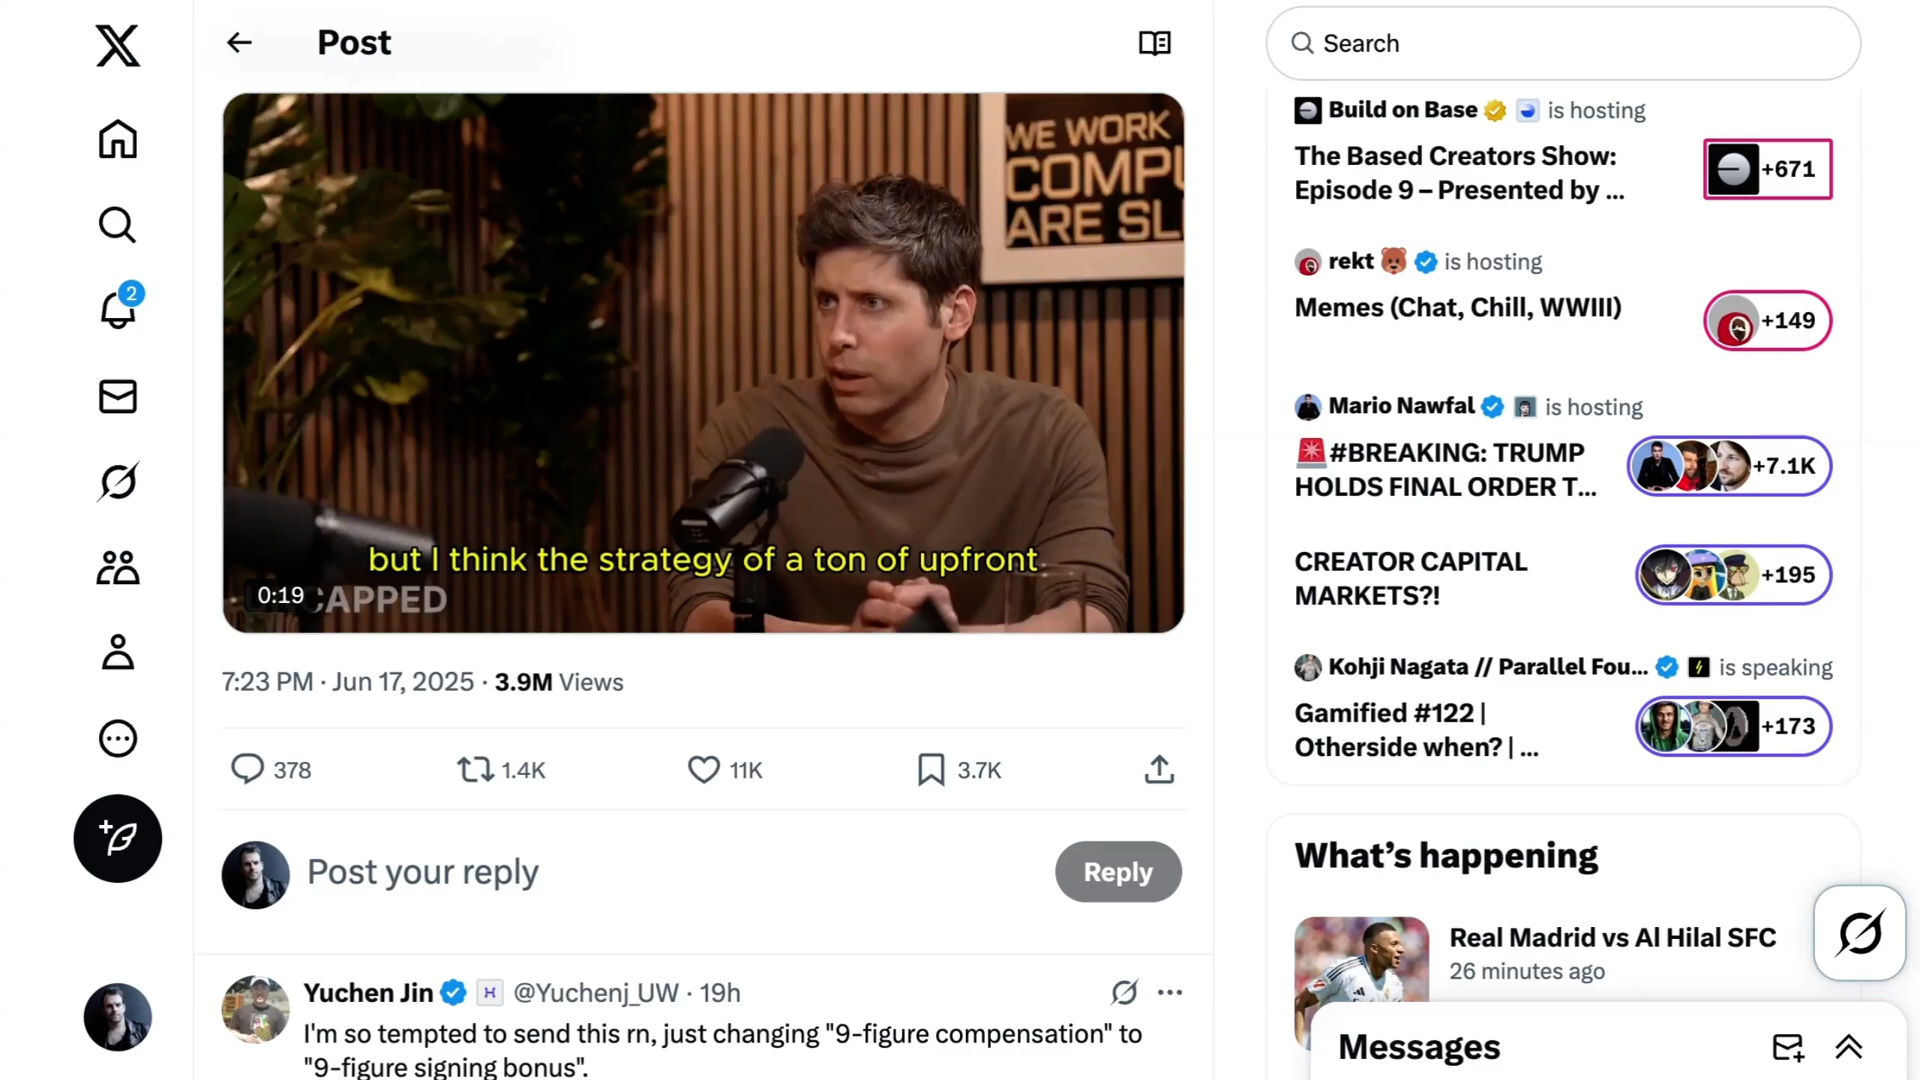 Post
Search
WE WORK
COMPU
ARE SL
but I think the strategy of a ton of upfront
0:19
CAPPED
7:23 PM · Jun 17, 2025 · 3.9M Views
378
1.4K
11K
3.7K
Post your reply
Reply
Yuchen Jin @Yuchenj_UW · 19h
I'm so tempted to send this rn, just changing "9-figure compensation" to
"9-figure signing bonus".
2
Build on Base is hosting
The Based Creators Show:
Episode 9 – Presented by ...
+671
rekt is hosting
Memes (Chat, Chill, WWIII)
+149
Mario Nawfal is hosting
#BREAKING: TRUMP
HOLDS FINAL ORDER T...
+7.1K
CREATOR CAPITAL
MARKETS?!
+195
Kohji Nagata // Parallel Fou... is speaking
Gamified #122 |
Otherside when? | ...
+173
What's happening
Real Madrid vs Al Hilal SFC
26 minutes ago
Messages